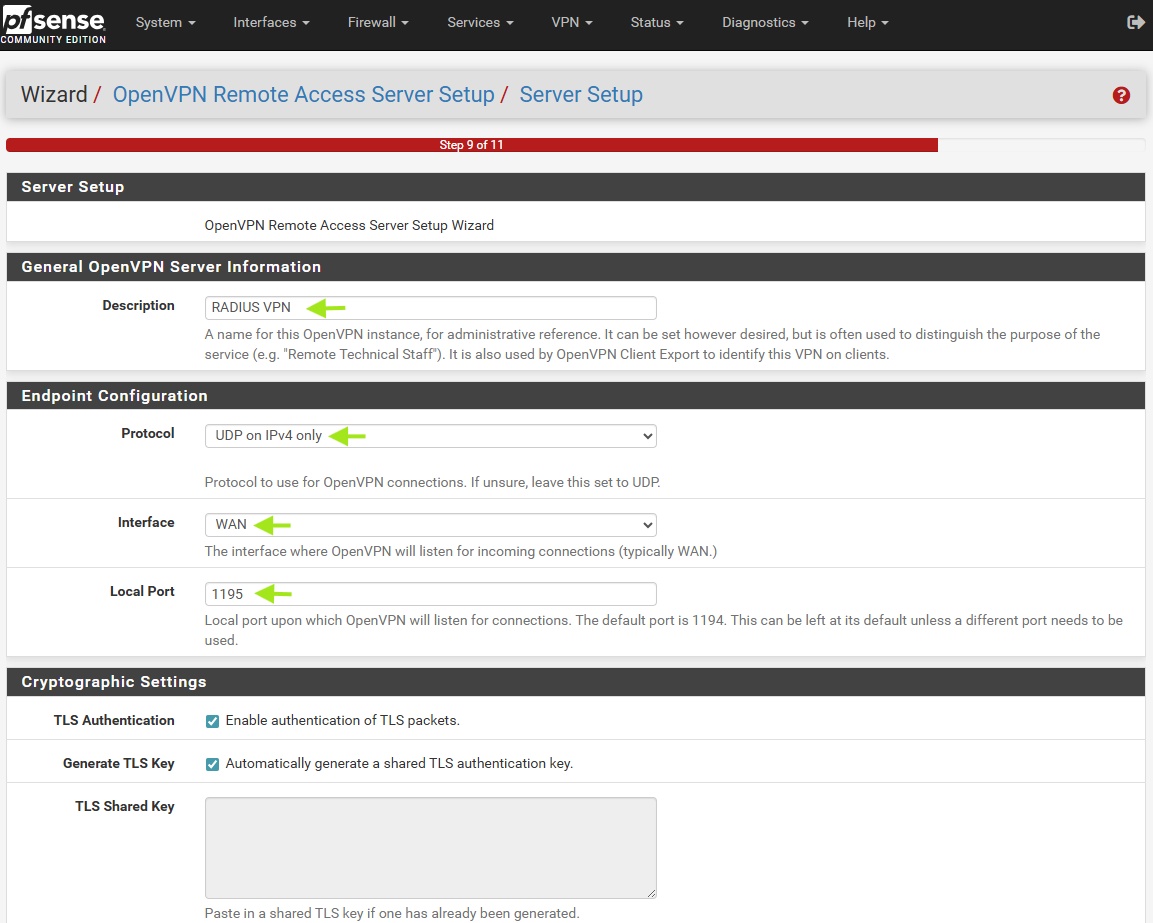 pfsense
COMMUNITY EDITION
System Interfaces Firewall Services VPN Status Diagnostics Help
Wizard / OpenVPN Remote Access Server Setup / Server Setup
?
Step 9 of 11
Server Setup
OpenVPN Remote Access Server Setup Wizard
General OpenVPN Server Information
Description RADIUS VPN
A name for this OpenVPN instance, for administrative reference. It can be set however desired, but is often used to distinguish the purpose of the
service (e.g. "Remote Technical Staff"). It is also used by OpenVPN Client Export to identify this VPN on clients.
Endpoint Configuration
Protocol UDP on IPv4 only
Protocol to use for OpenVPN connections. If unsure, leave this set to UDP.
Interface WAN
The interface where OpenVPN will listen for incoming connections (typically WAN.)
Local Port 1195
Local port upon which OpenVPN will listen for connections. The default port is 1194. This can be left at its default unless a different port needs to be
used.
Cryptographic Settings
TLS Authentication Enable authentication of TLS packets.
Generate TLS Key Automatically generate a shared TLS authentication key.
TLS Shared Key
Paste in a shared TLS key if one has already been generated.